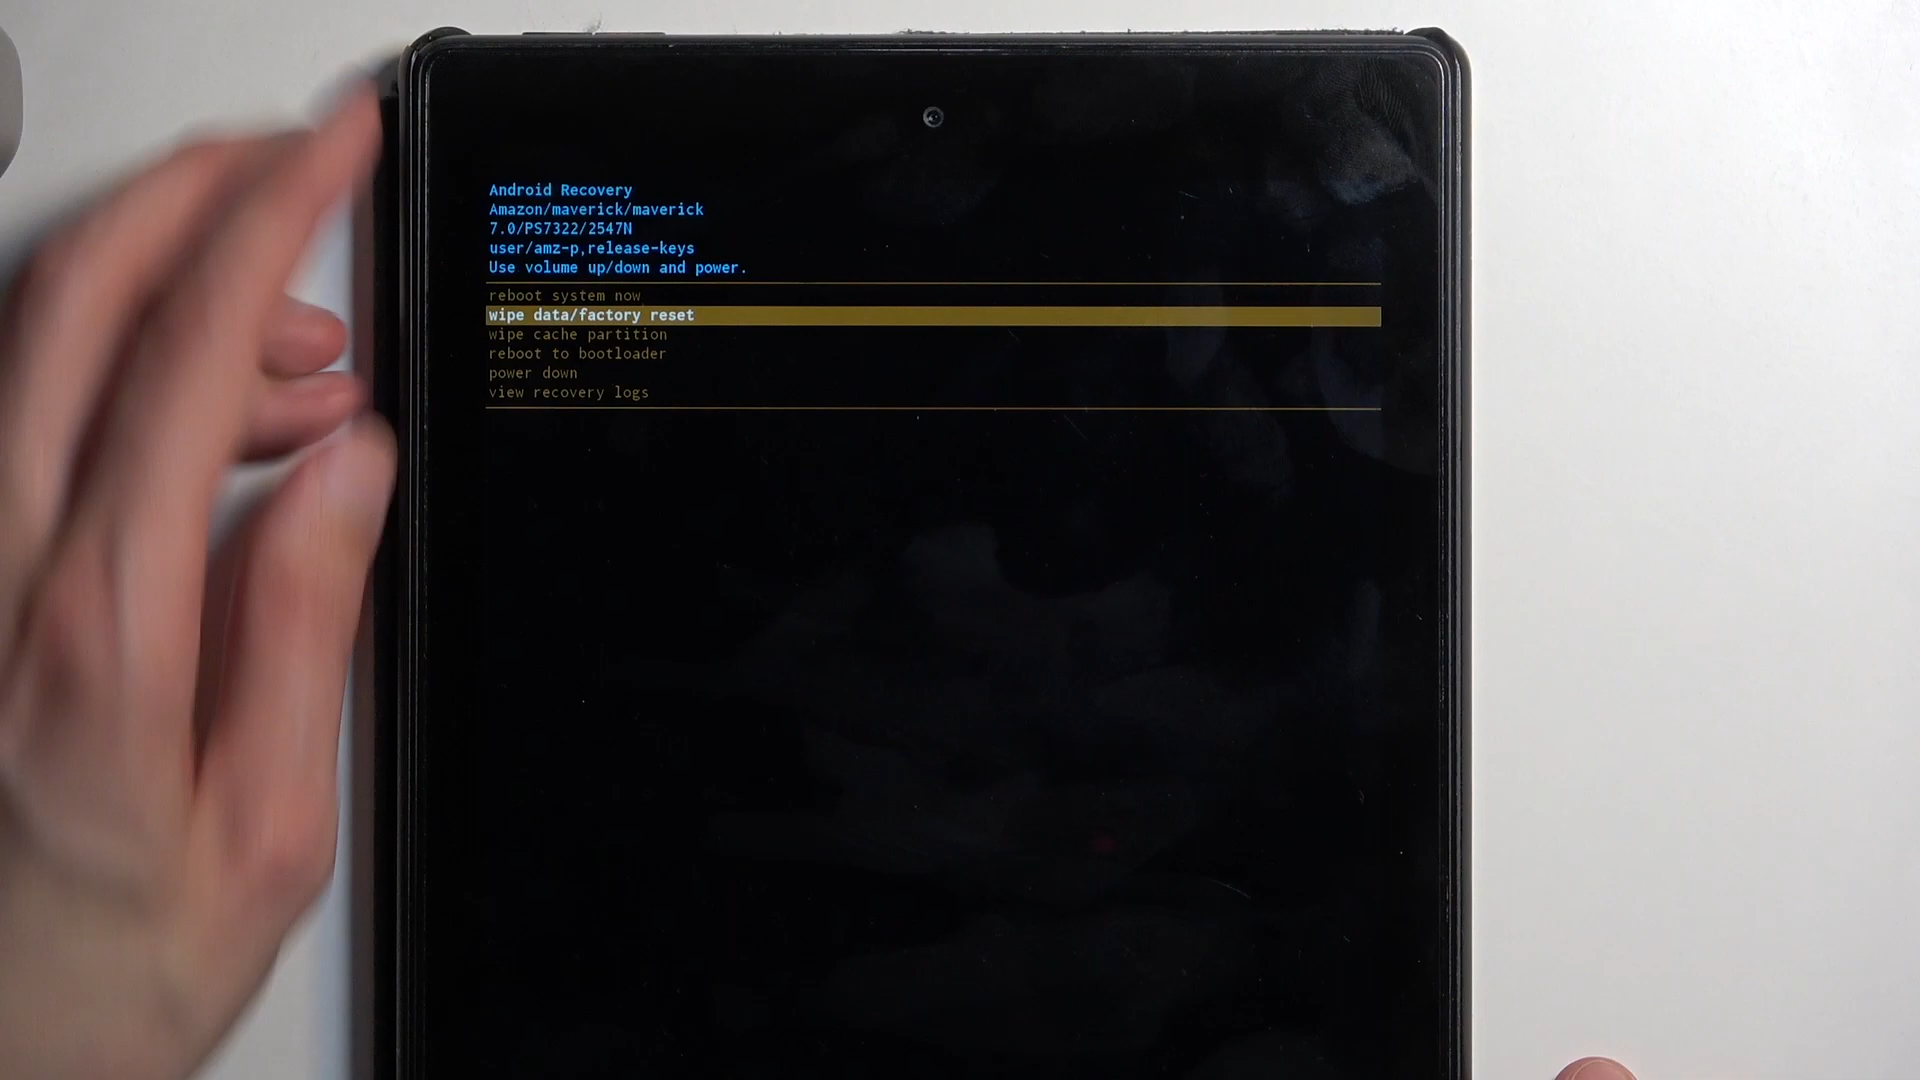 Android Recovery
Amazon/maverick/maverick
7.0/PS7322/2547N
user/amz-p,release-keys
Use volume up/down and power.
reboot system now
wipe data/factory reset
wipe cache partition
reboot to bootloader
power down
view recovery logs